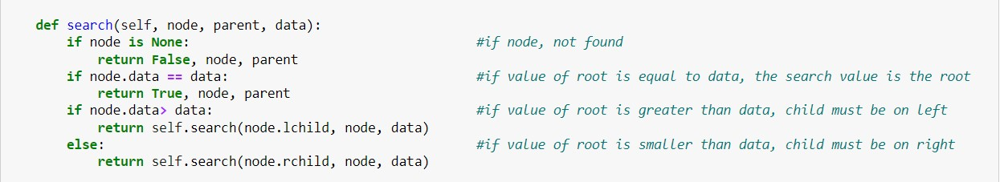 def search(self, node, parent, data):
    if node is None:                                     #if node, not found
        return False, node, parent
    if node.data == data:                                #if value of root is equal to data, the search value is the root
        return True, node, parent
    if node.data> data:                                  #if value of root is greater than data, child must be on left
        return self.search(node.lchild, node, data)
    else:                                                #if value of root is smaller than data, child must be on right
        return self.search(node.rchild, node, data)